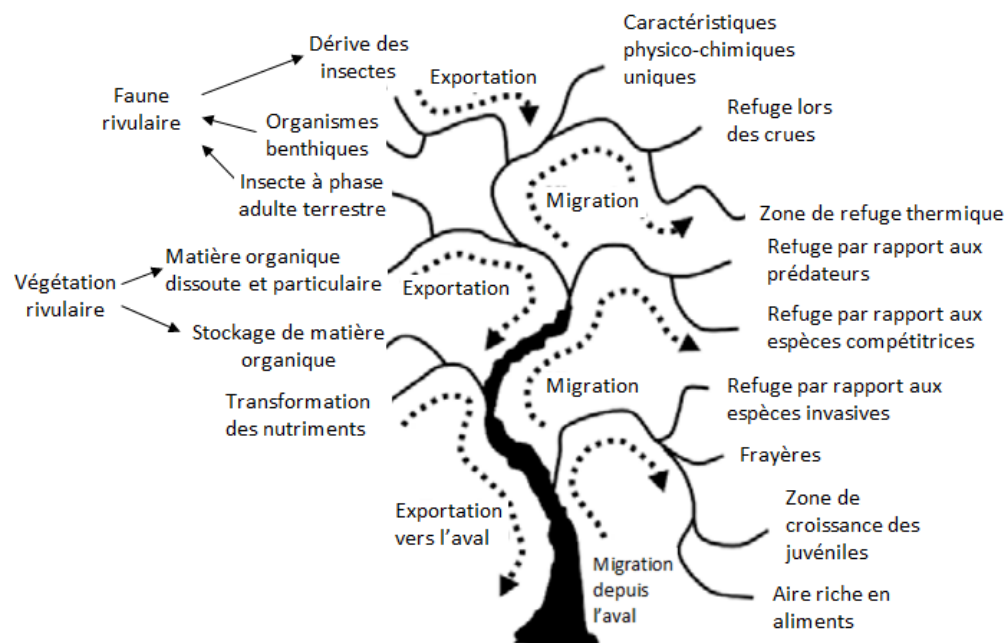 Caractéristiques
physico-chimiques
uniques
Dérive des
insectes
Exportation
Faune
rivulaire
Organismes
benthiques
Refuge lors
des crues
Insecte à phase
adulte terrestre
Migration
Zone de refuge thermique
Matière organique
dissoute et particulaire
Végétation
rivulaire
Exportation
Refuge par rapport aux
prédateurs
Stockage de matière
organique
Refuge par rapport aux
espèces compétitrices
Migration
Transformation
des nutriments
Refuge par rapport aux
espèces invasives
Frayères
Exportation
vers l’aval
Zone de
croissance des
juvéniles
Migration
depuis
l’aval
Aire riche en
aliments